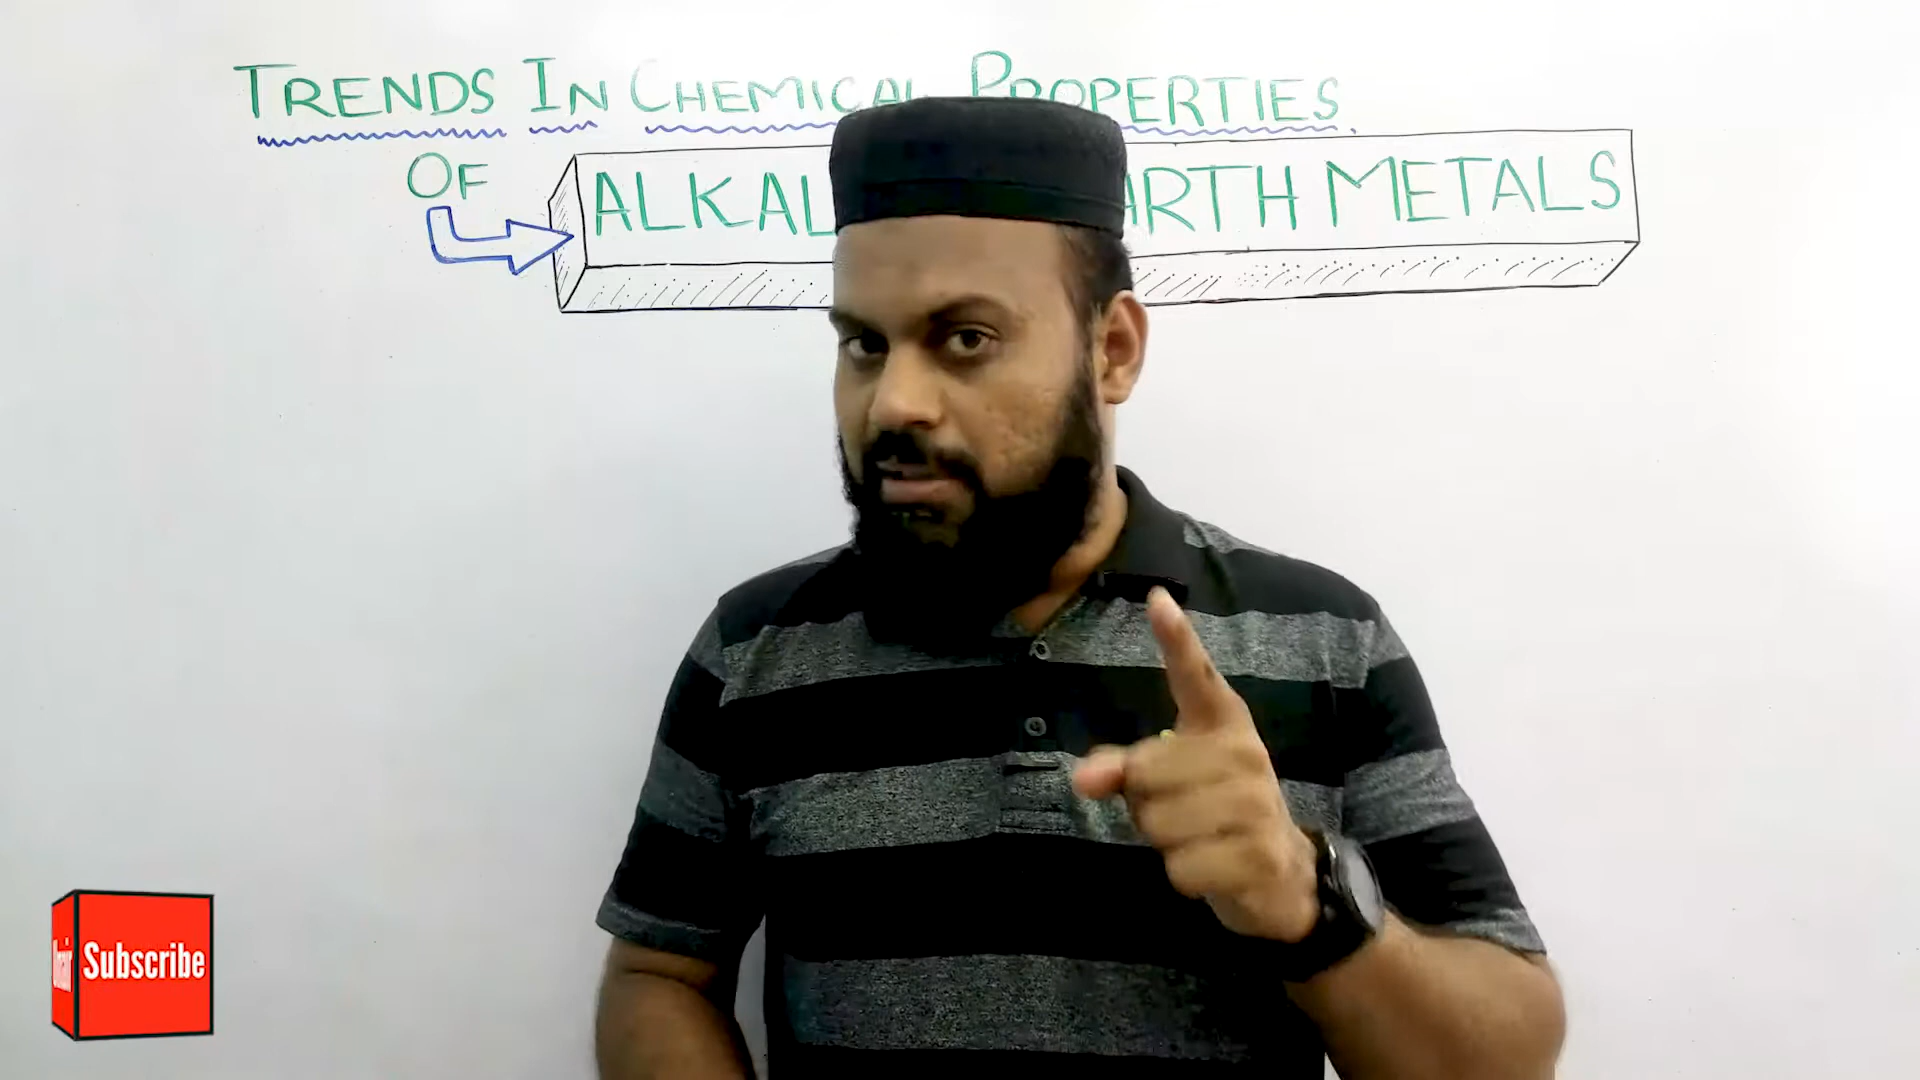 TRENDS IN CHEMICAL PROPERTIES
OF
ALKAL ARTH METALS
Subscribe